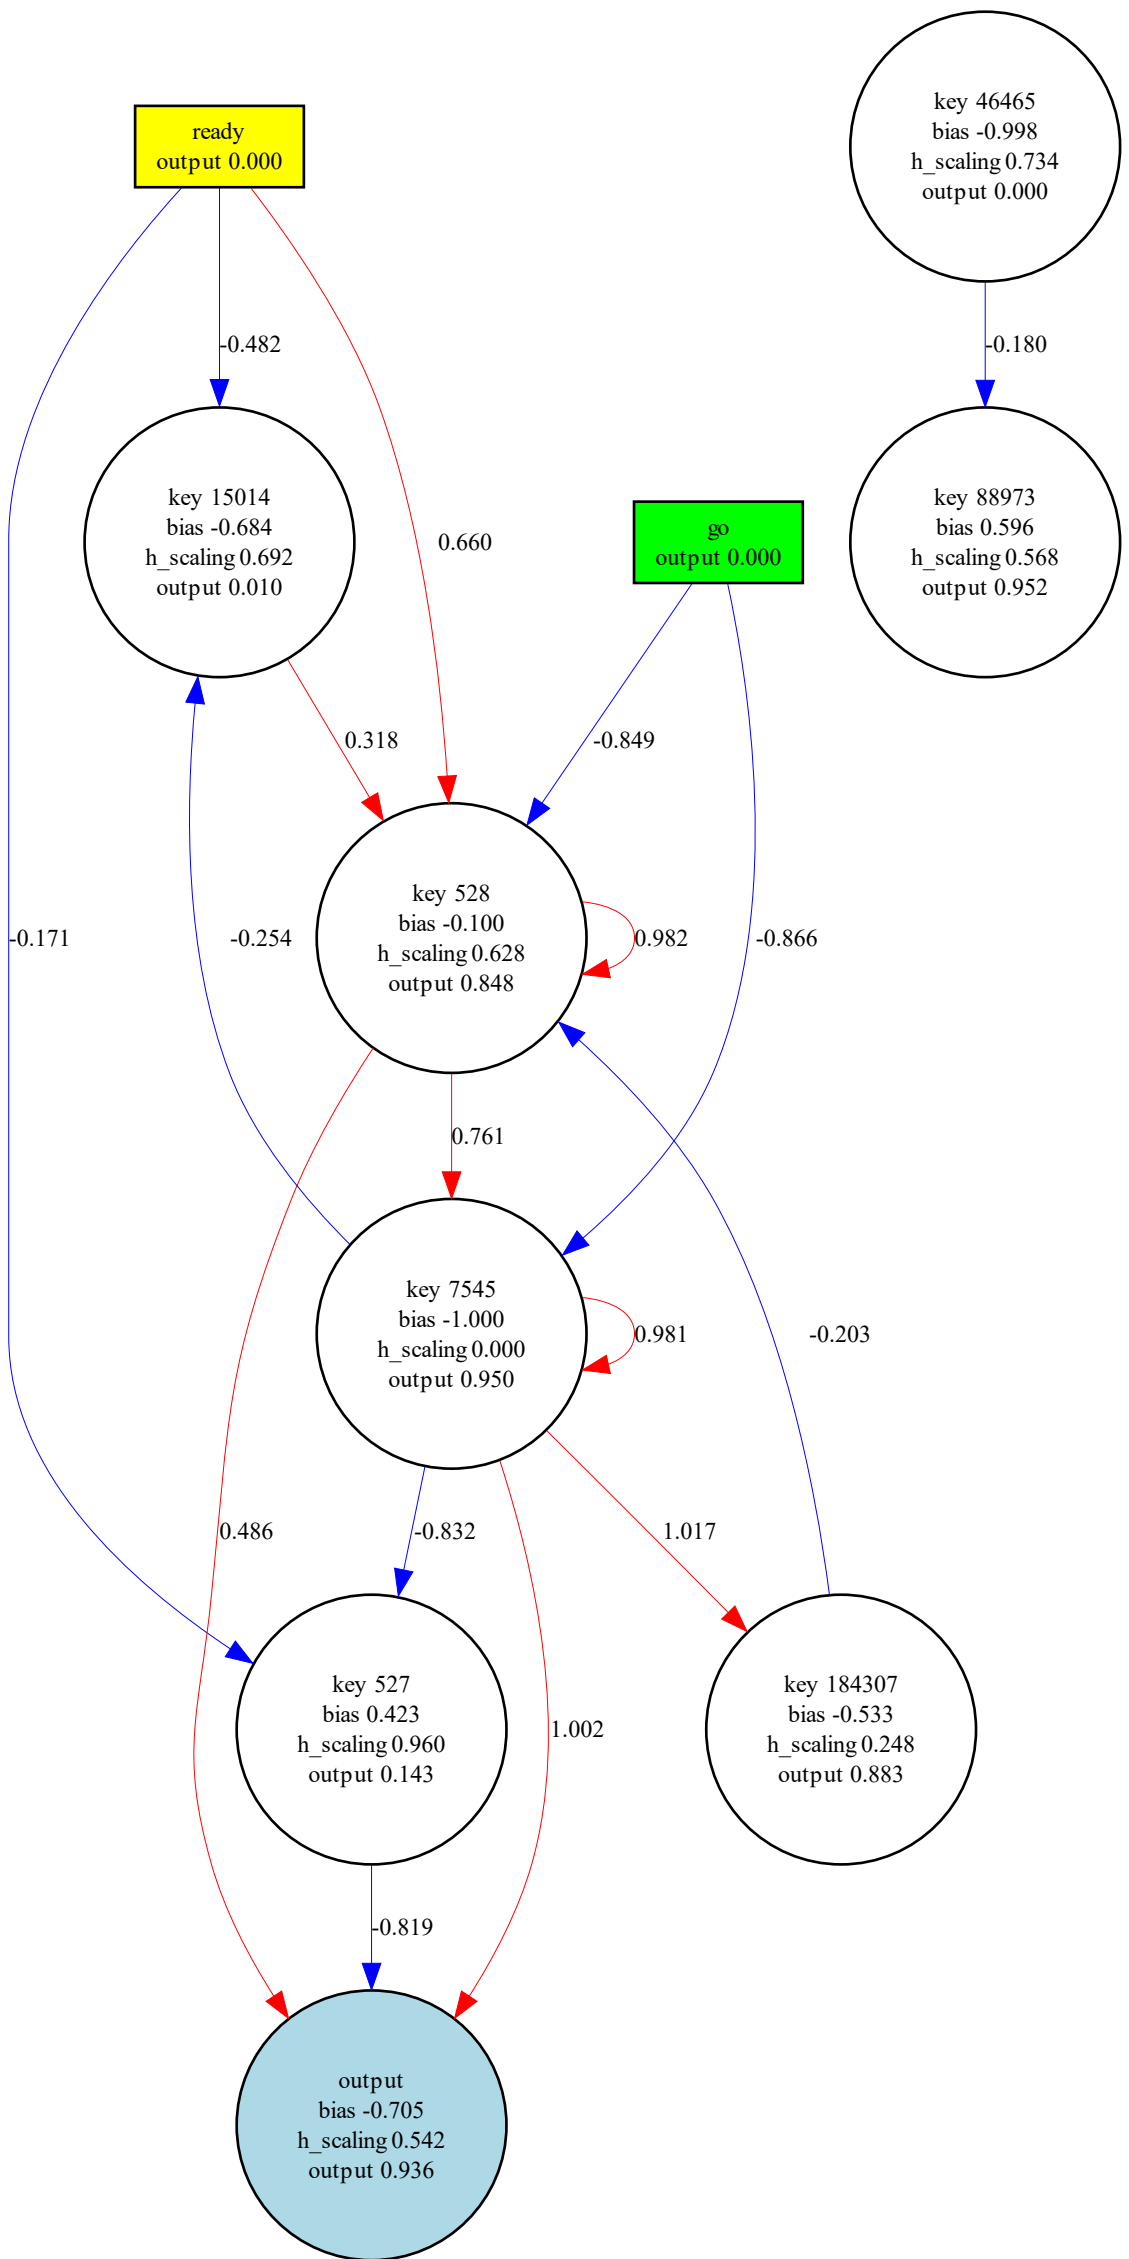 key 46465
bias -0.998
h_scaling 0.734
output 0.000
ready
output 0.000
-0.482
-0.180
key 15014
bias -0.684
h_scaling 0.692
output 0.010
0.660
go
output 0.000
key 88973
bias 0.596
h_scaling 0.568
output 0.952
0.318
-0.849
-0.171
-0.254
key 528
bias -0.100
h_scaling 0.628
output 0.848
0.982
-0.866
0.761
key 7545
bias -1.000
h_scaling 0.000
output 0.950
0.981
-0.203
0.486
-0.832
1.017
key 527
bias 0.423
h_scaling 0.960
output 0.143
1.002
key 184307
bias -0.533
h_scaling 0.248
output 0.883
-0.819
output
bias -0.705
h_scaling 0.542
output 0.936